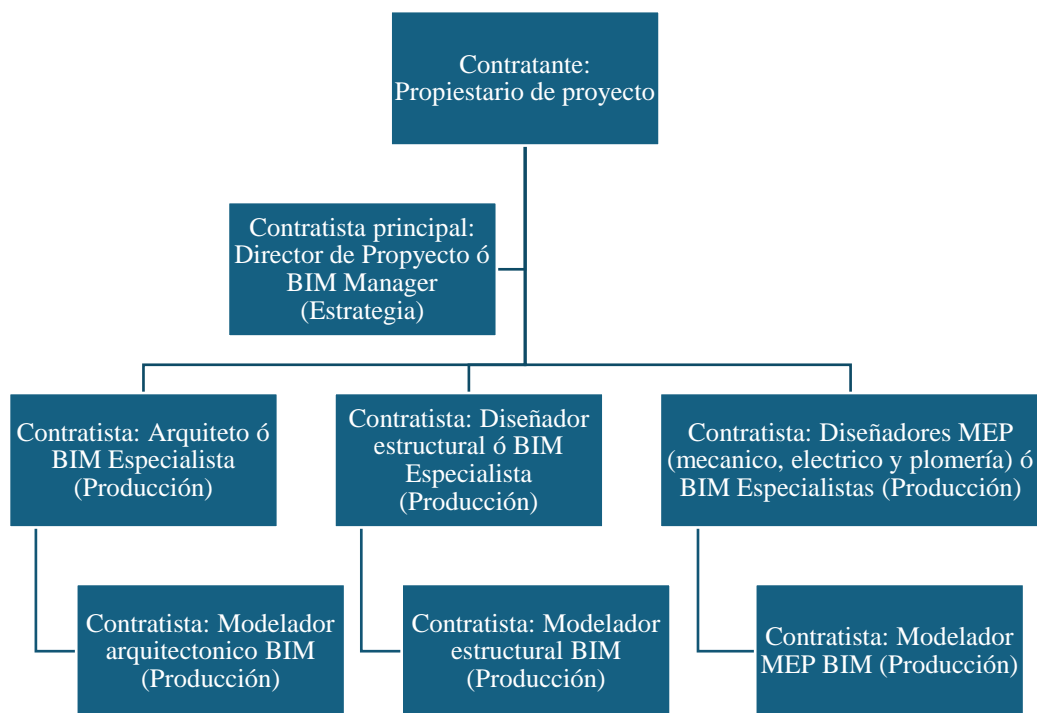 Contratante:
Propiestario de proyecto
Contratista principal:
Director de Propyecto ó
BIM Manager
(Estrategia)
Contratista: Arquiteto ó
BIM Especialista
(Producción)
Contratista: Diseñador
estructural ó BIM
Especialista
(Producción)
Contratista: Diseñadores MEP
(mecanico, electrico y plomería) ó
BIM Especialistas (Producción)
Contratista: Modelador
arquitectonico BIM
(Producción)
Contratista: Modelador
estructural BIM
(Producción)
Contratista: Modelador
MEP BIM (Producción)